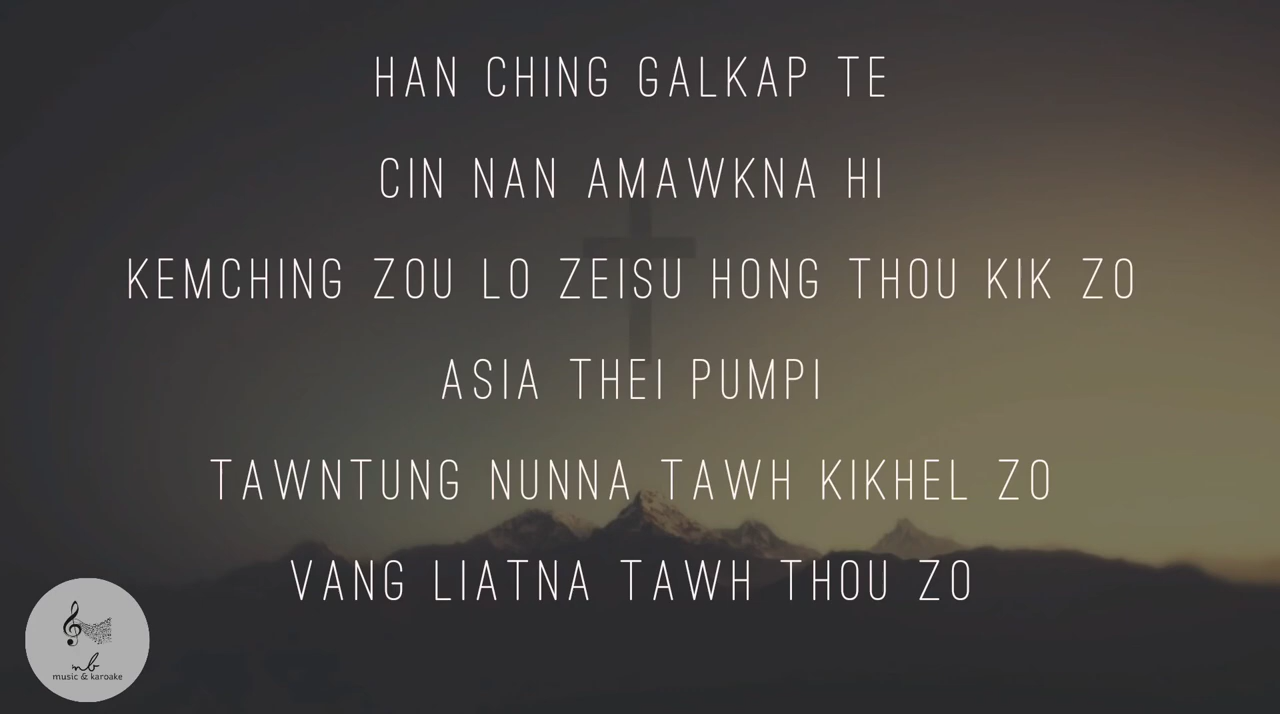 HAN CHING GALKAP TE
CIN NAN AMAWKNA HI
KEMCHING ZOU LO ZEISU HONG THOU KIK ZO
ASIA THEI PUMPI
TAWNTUNG NUNNA TAWH KIKHEL ZO
VANG LIATNA TAWH THOU ZO
nb
music & karoake